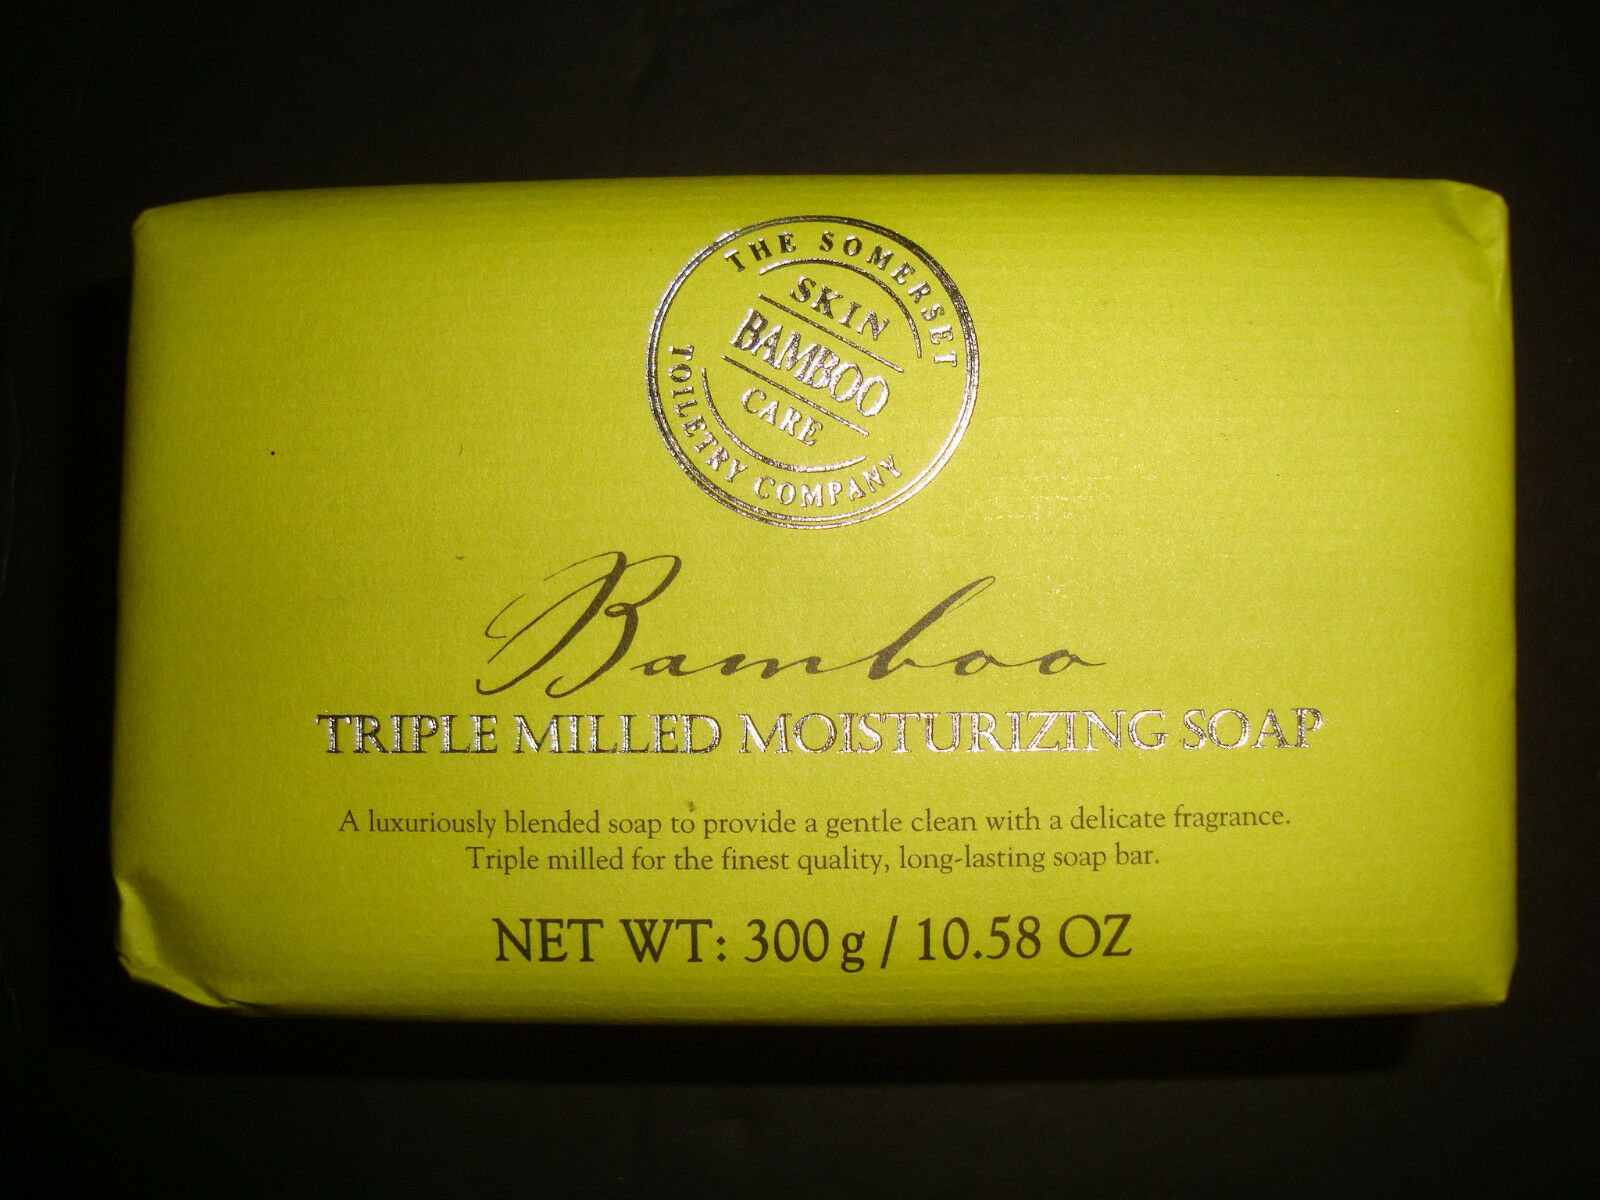 THE SOMERSET
SKIN
BAMBOO
CARE
TOILETRY COMPANY
Bamboo
TRIPLE MILLED MOISTURIZING SOAP
A luxuriously blended soap to provide a gentle clean with a delicate fragrance.
Triple milled for the finest quality, long-lasting soap bar.
NET WT: 300 g / 10.58 OZ